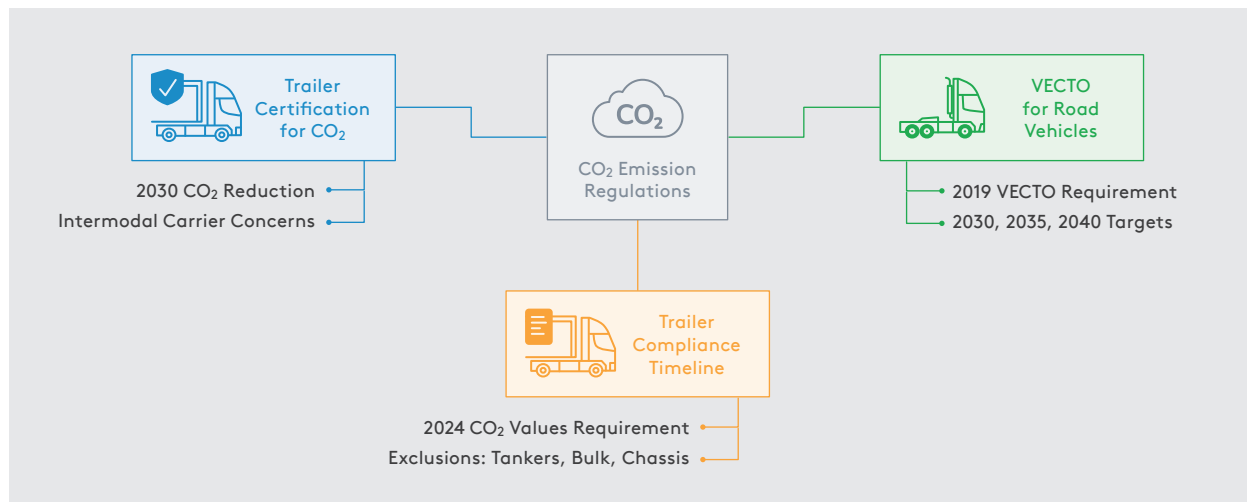 Trailer
Certification
for CO₂
2030 CO₂ Reduction
Intermodal Carrier Concerns
CO₂
CO₂ Emission
Regulations
VECTO
for Road
Vehicles
2019 VECTO Requirement
2030, 2035, 2040 Targets
Trailer
Compliance
Timeline
2024 CO₂ Values Requirement
Exclusions: Tankers, Bulk, Chassis